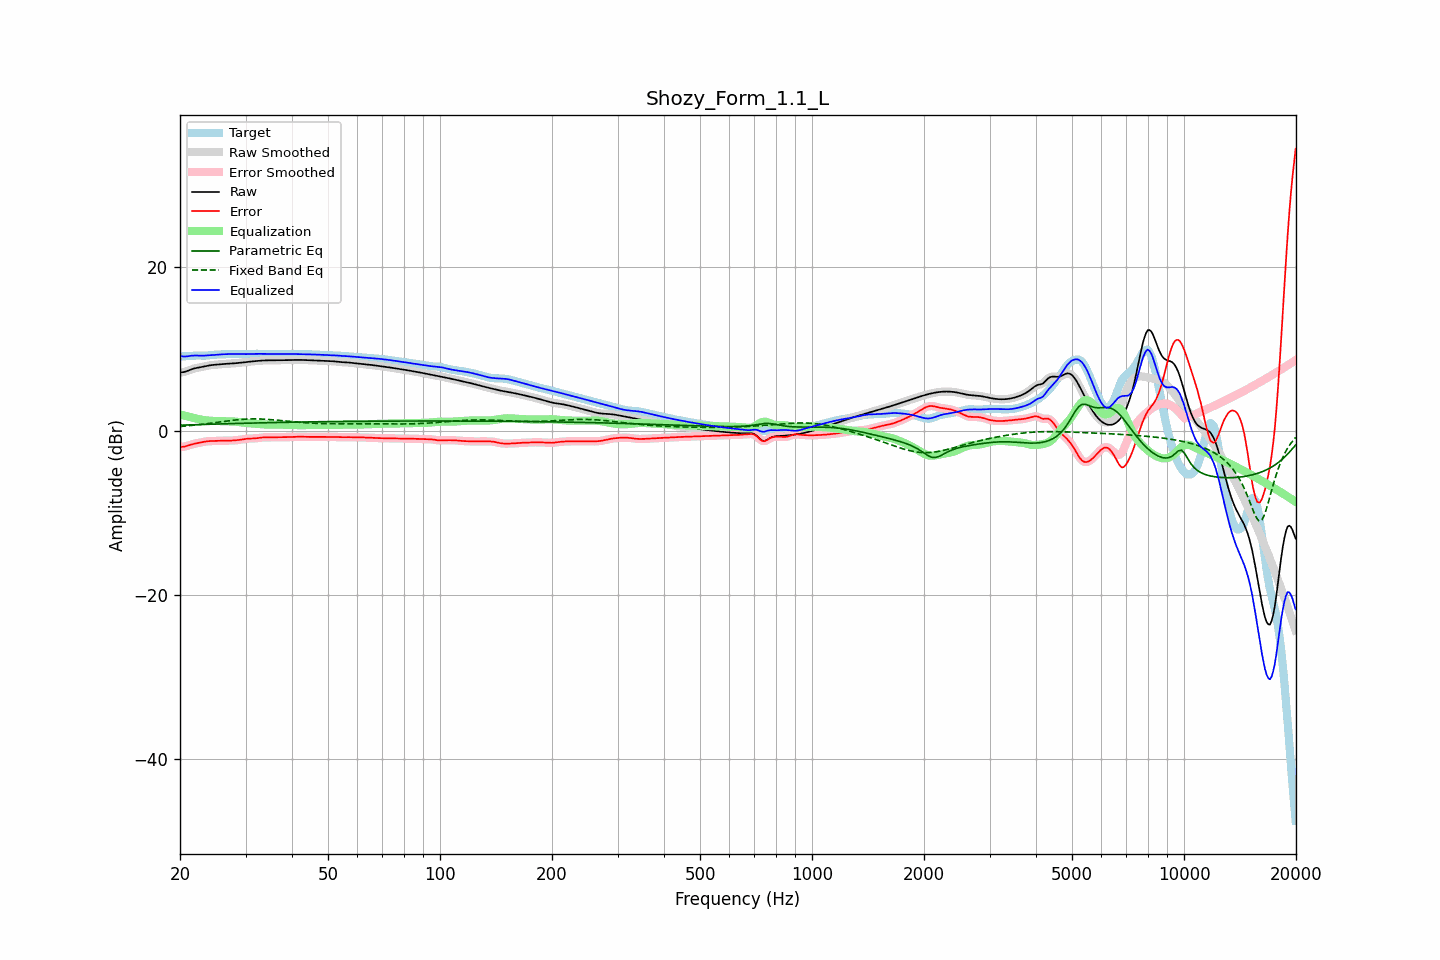 Shozy_Form_1.1_L
Target
Raw Smoothed
Error Smoothed
Raw
Error
Equalization
Parametric Eq
Fixed Band Eq
Equalized
20
0
−20
−40
Amplitude (dBr)
20 50 100 200 500 1000 2000 5000 10000 20000
Frequency (Hz)